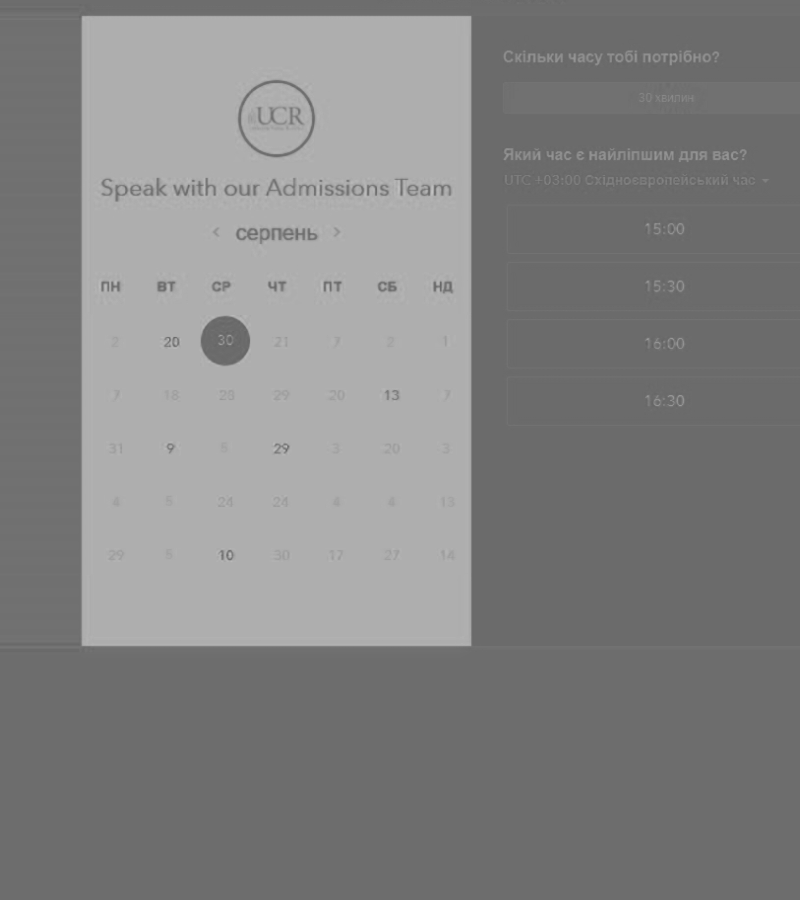 UCR
Speak with our Admissions Team
‹ серпень ›
ПН ВТ СР ЧТ ПТ СБ НД
2 20 30 21 7 2 1
7 18 28 29 20 13 7
31 9 5 29 3 20 3
4 5 24 24 4 4 13
29 5 10 30 17 27 14
Скільки часу тобі потрібно?
30 хвилин
Який час є найліпшим для вас?
UTC +03:00 Східноєвропейський час
15:00
15:30
16:00
16:30